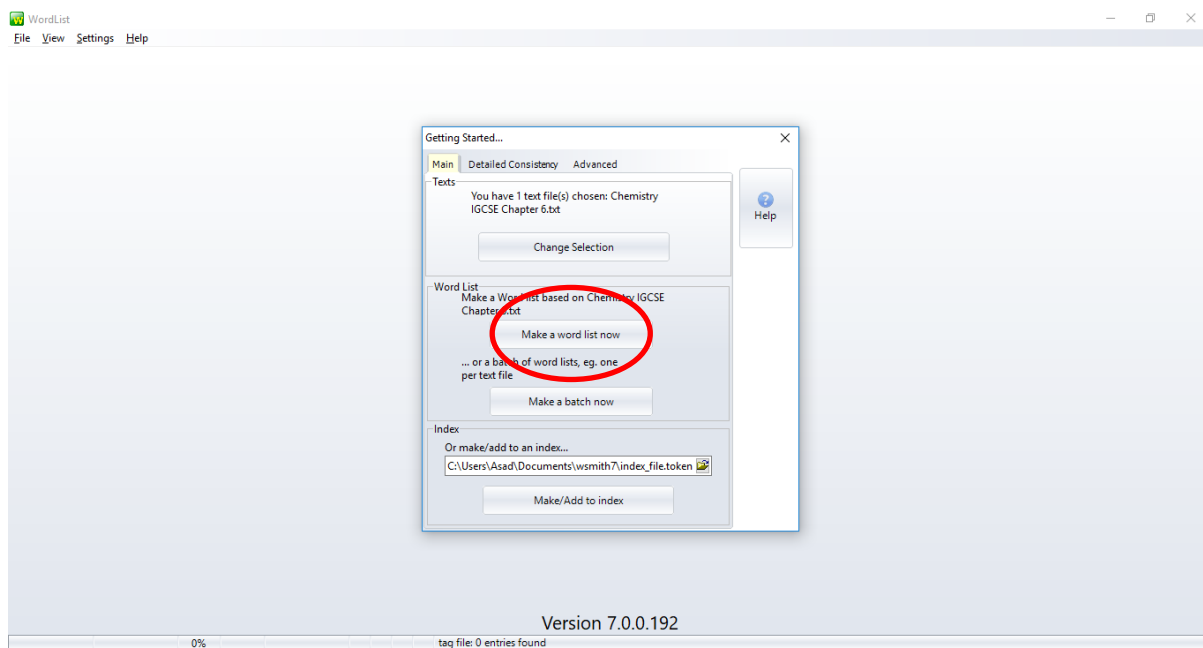 WordList
File View Settings Help
Getting Started...
Main Detailed Consistency Advanced
Texts
You have 1 text file(s) chosen: Chemistry
IGCSE Chapter 6.txt
Help
Change Selection
Word List
Make a Word list based on Chemistry IGCSE
Chapter 6.txt
Make a word list now
... or a batch of word lists, eg. one
per text file
Make a batch now
Index
Or make/add to an index...
C:\Users\Asad\Documents\wsmith7\index_file.token
Make/Add to index
Version 7.0.0.192
0% tag file: 0 entries found